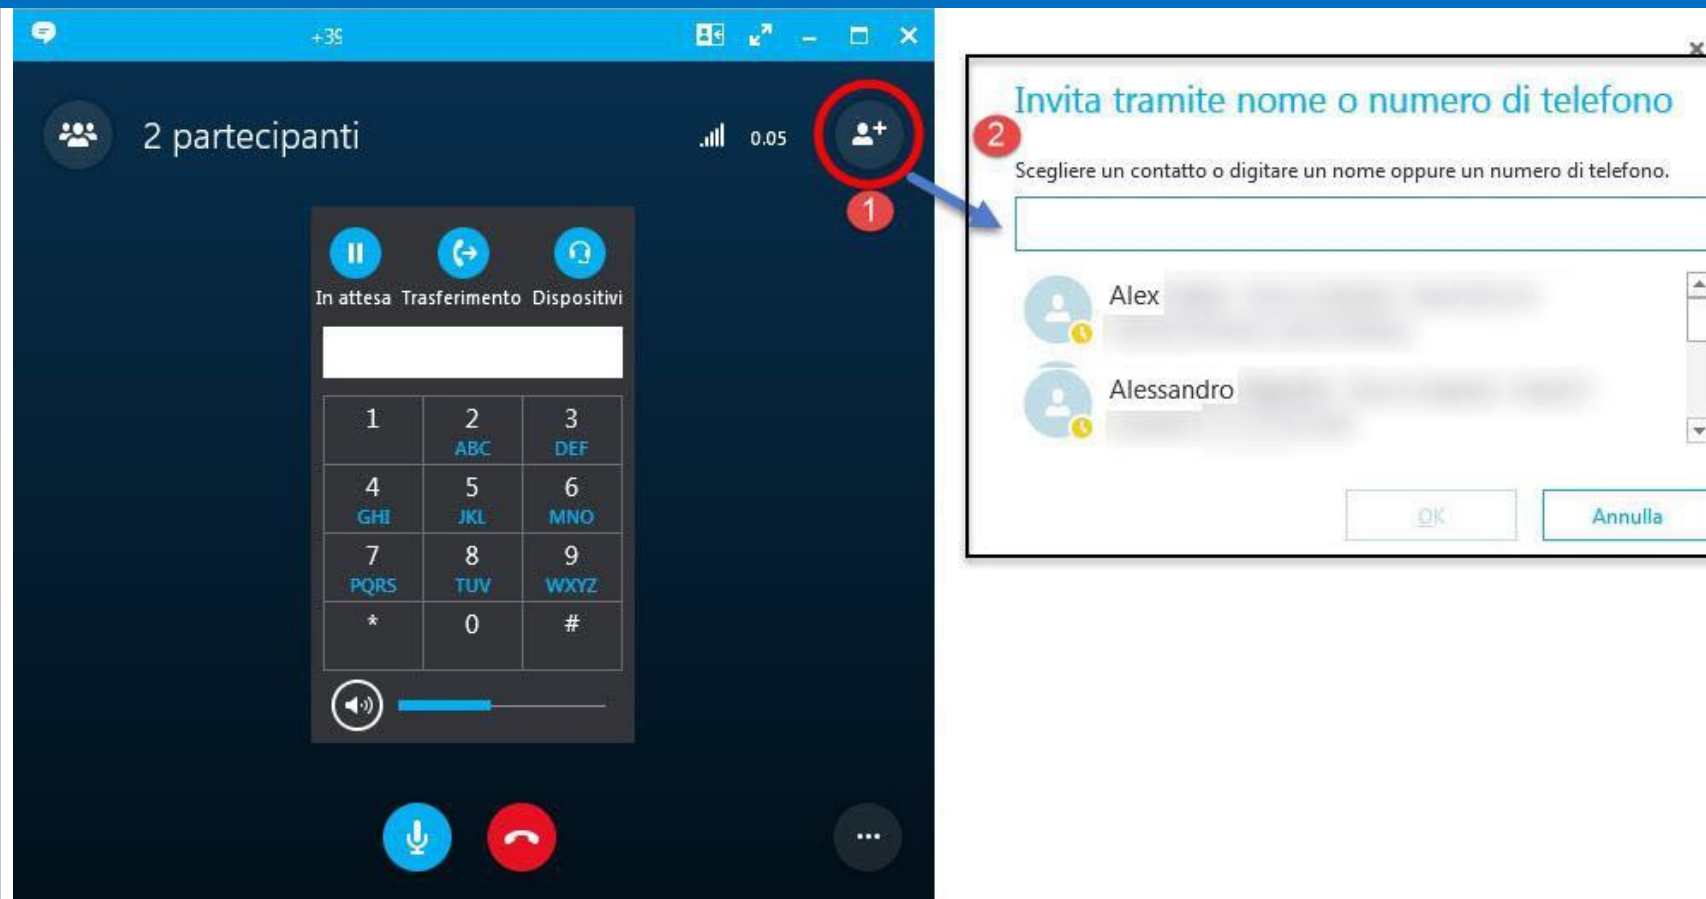 +39
2 partecipanti
0.05
1
In attesa Trasferimento Dispositivi
1 2 3
ABC DEF
4 5 6
GHI JKL MNO
7 8 9
PQRS TUV WXYZ
* 0 #
Invita tramite nome o numero di telefono
2
Scegliere un contatto o digitare un nome oppure un numero di telefono.
Alex
Alessandro
OK Annulla